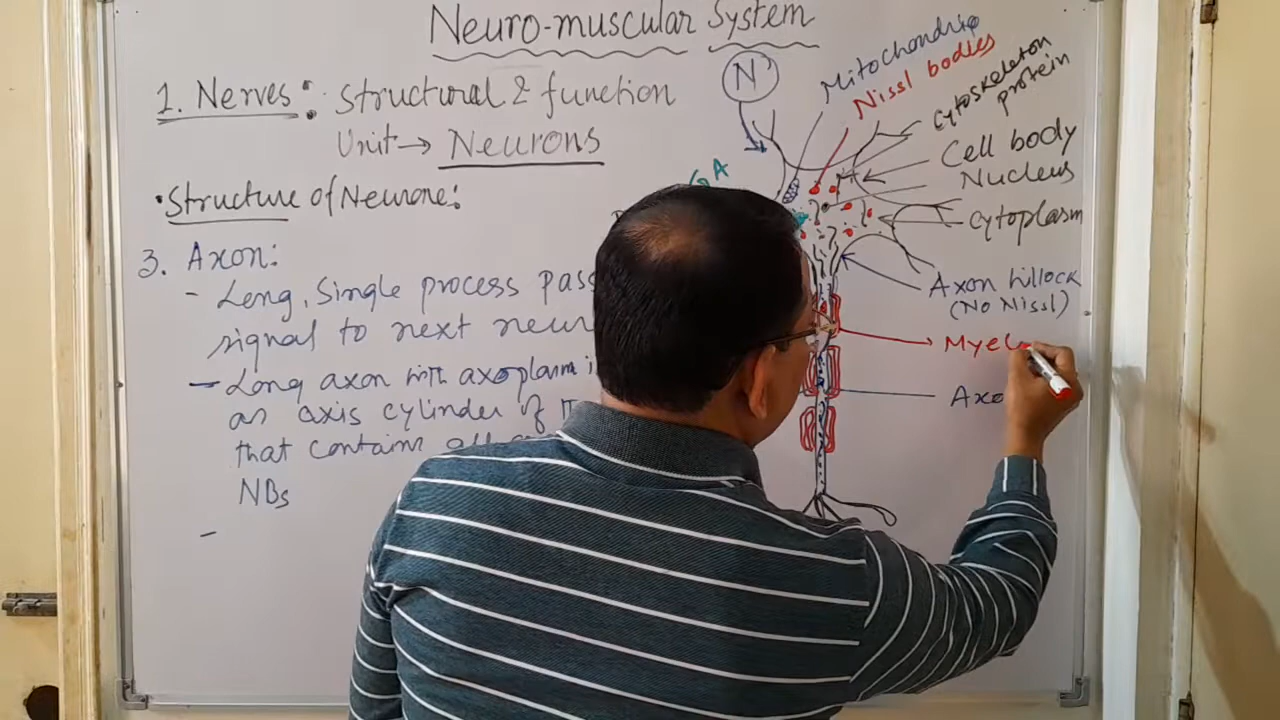 Neuro-muscular System
1. Nerves: Structural & function
Unit → Neurons
• Structure of Neurone:
3. Axon:
- Long, Single process pass
signal to next neur
- Long axon with axoplasm i
as axis cylinder of
that contains all
NBs
-
N
Mitochondria
Nissl bodies
Cytoskeleton
protein
Cell body
Nucleus
Cytoplasm
Axon hillock
(No Nissl)
Myel
Axo
GA